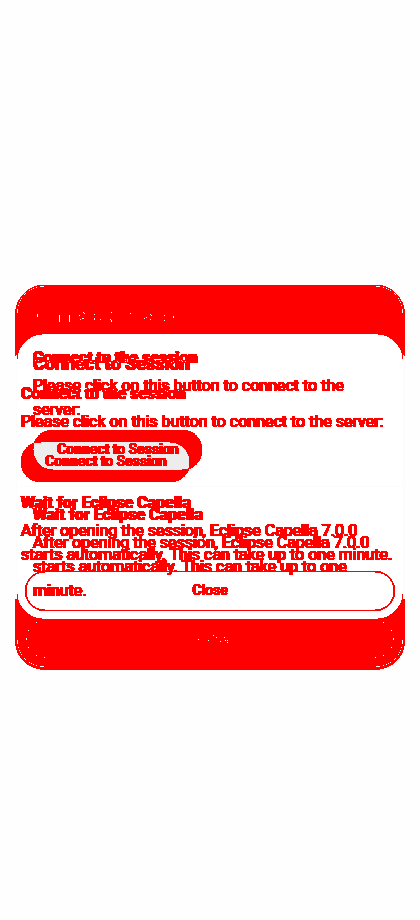 Connect to the session
Connect to Session
Please click on this button to connect to the
Connect to the session
server:
Please click on this button to connect to the server:
Connect to Session
Connect to Session
Wait for Eclipse Capella
Wait for Eclipse Capella
After opening the session, Eclipse Capella 7.0.0
After opening the session, Eclipse Capella 7.0.0
starts automatically. This can take up to one minute.
starts automatically. This can take up to one
minute.
Close